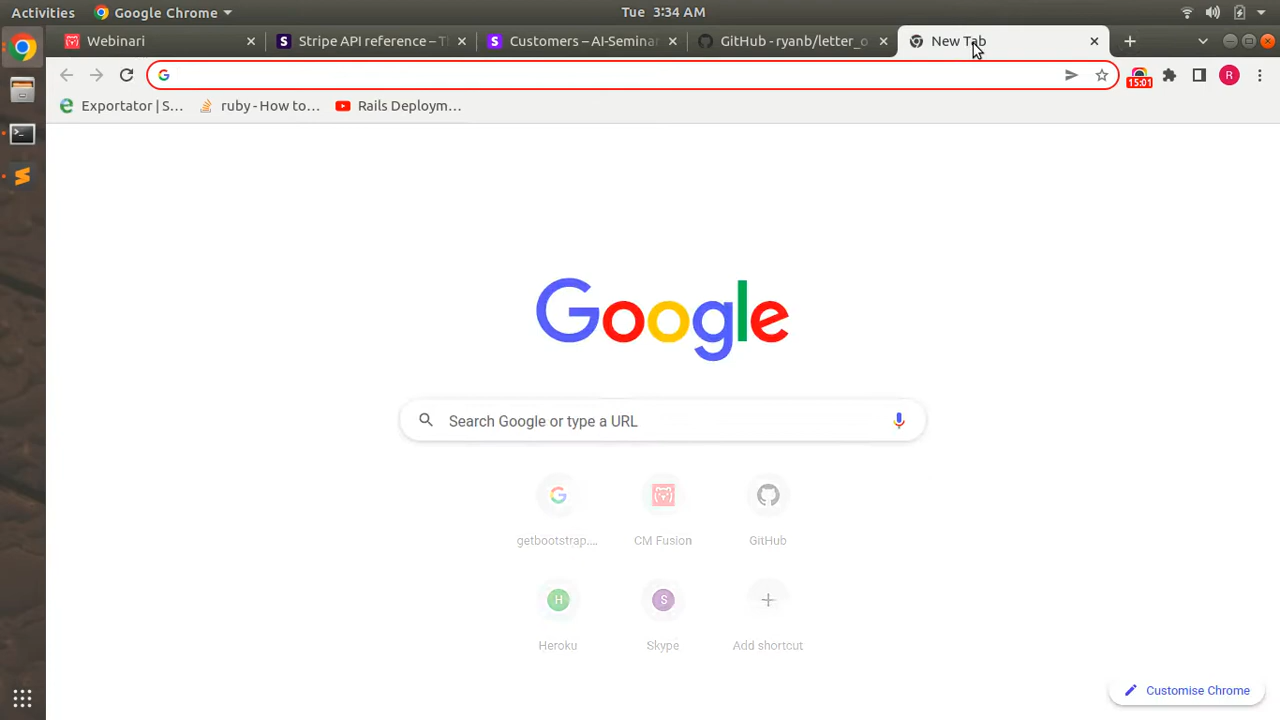 Activities
Google Chrome
Tue 3:34 AM
Webinari
Stripe API reference – T
Customers – AI-Seminar
GitHub - ryanb/letter_o
New Tab
15:01
R
Exportator | S...
ruby - How to...
Rails Deploym...
Google
Search Google or type a URL
getbootstrap....
CM Fusion
GitHub
H
S
Heroku
Skype
Add shortcut
Customise Chrome